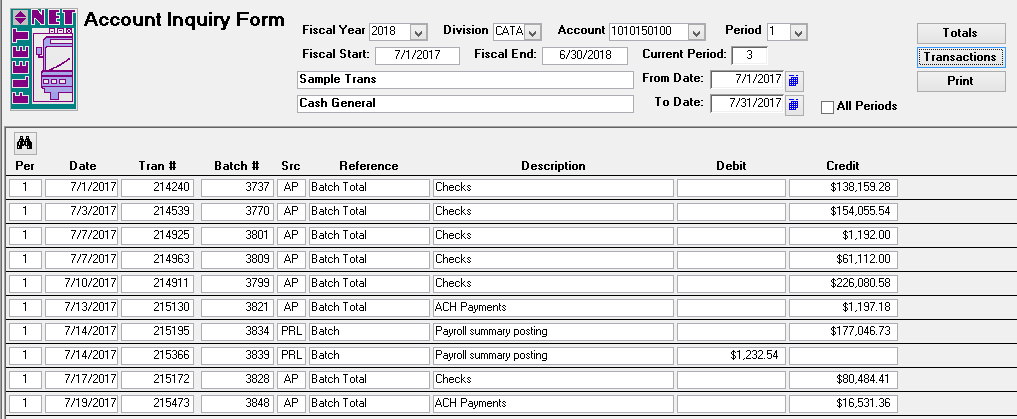 FLEET NET
Account Inquiry Form
Fiscal Year 2018 Division CATA Account 1010150100 Period 1
Fiscal Start: 7/1/2017 Fiscal End: 6/30/2018 Current Period: 3
Sample Trans From Date: 7/1/2017
Cash General To Date: 7/31/2017 All Periods
Totals
Transactions
Print
Per Date Tran # Batch # Src Reference Description Debit Credit
1 7/1/2017 214240 3737 AP Batch Total Checks $138,159.28
1 7/3/2017 214539 3770 AP Batch Total Checks $154,055.54
1 7/7/2017 214925 3801 AP Batch Total Checks $1,192.00
1 7/7/2017 214963 3809 AP Batch Total Checks $61,112.00
1 7/10/2017 214911 3799 AP Batch Total Checks $226,080.58
1 7/13/2017 215130 3821 AP Batch Total ACH Payments $1,197.18
1 7/14/2017 215195 3834 PRL Batch Payroll summary posting $177,046.73
1 7/14/2017 215366 3839 PRL Batch Payroll summary posting $1,232.54
1 7/17/2017 215172 3828 AP Batch Total Checks $80,484.41
1 7/19/2017 215473 3848 AP Batch Total ACH Payments $16,531.36